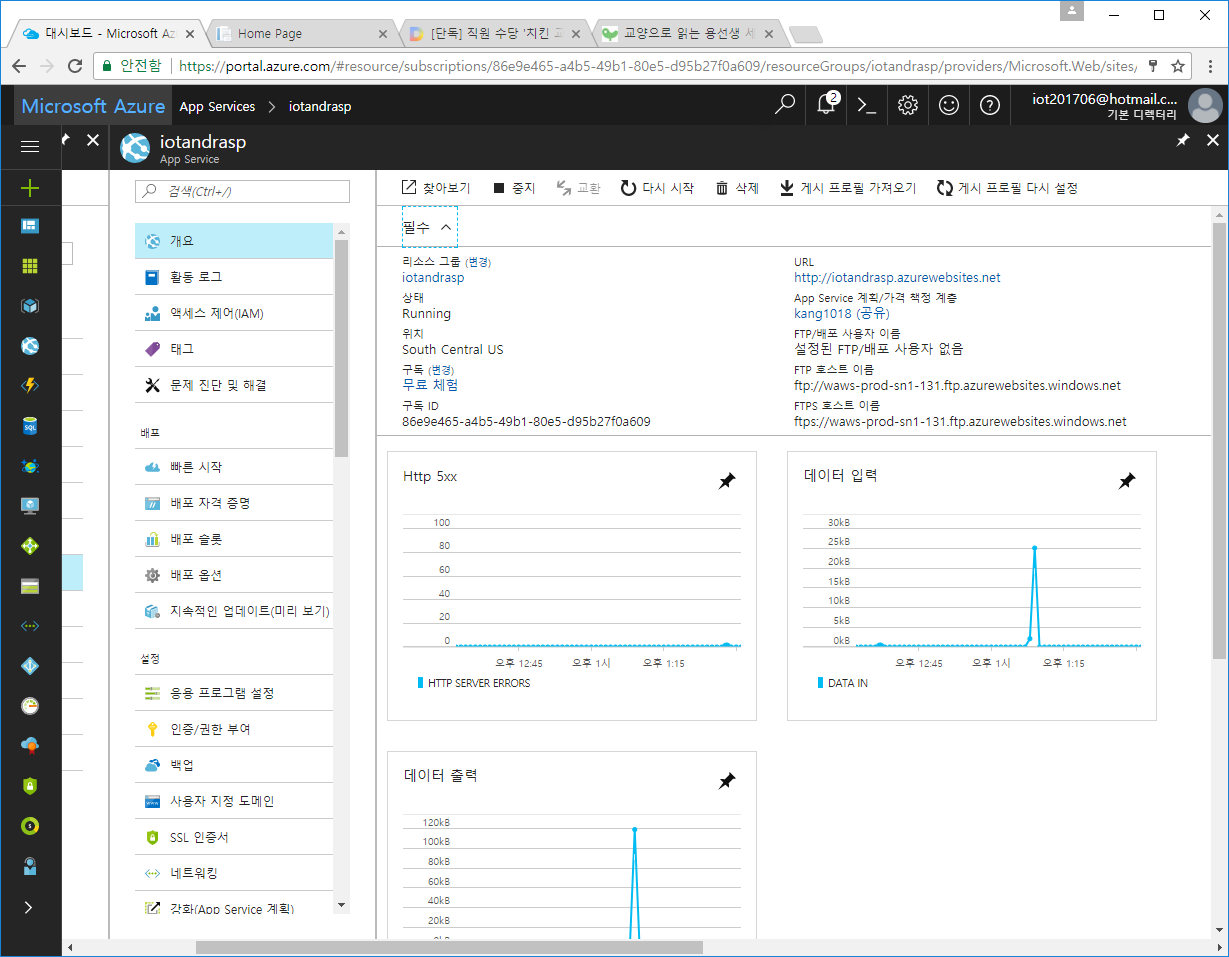 대시보드 - Microsoft Az
Home Page
[단독] 직원 수당 '치킨 교
교양으로 읽는 용선생 세
안전함
https://portal.azure.com/#resource/subscriptions/86e9e465-a4b5-49b1-80e5-d95b27f0a609/resourceGroups/iotandrasp/providers/Microsoft.Web/sites/
Microsoft Azure
App Services > iotandrasp
2
iot201706@hotmail.c...
기본 디렉터리
iotandrasp
App Service
검색(Ctrl+/)
개요
활동 로그
액세스 제어(IAM)
태그
문제 진단 및 해결
배포
빠른 시작
배포 자격 증명
배포 슬롯
배포 옵션
지속적인 업데이트(미리 보기)
설정
응용 프로그램 설정
인증/권한 부여
백업
사용자 지정 도메인
SSL 인증서
네트워킹
강화(App Service 계획)
찾아보기
중지
교환
다시 시작
삭제
게시 프로필 가져오기
게시 프로필 다시 설정
필수
리소스 그룹 (변경)
iotandrasp
상태
Running
위치
South Central US
구독 (변경)
무료 체험
구독 ID
86e9e465-a4b5-49b1-80e5-d95b27f0a609
URL
http://iotandrasp.azurewebsites.net
App Service 계획/가격 책정 계층
kang1018 (공유)
FTP/배포 사용자 이름
설정된 FTP/배포 사용자 없음
FTP 호스트 이름
ftp://waws-prod-sn1-131.ftp.azurewebsites.windows.net
FTPS 호스트 이름
ftps://waws-prod-sn1-131.ftp.azurewebsites.windows.net
Http 5xx
100
80
60
40
20
0
오후 12:45
오후 1시
오후 1:15
HTTP SERVER ERRORS
데이터 입력
30kB
25kB
20kB
15kB
10kB
5kB
0kB
오후 12:45
오후 1시
오후 1:15
DATA IN
데이터 출력
120kB
100kB
80kB
60kB
40kB
20kB
0kB